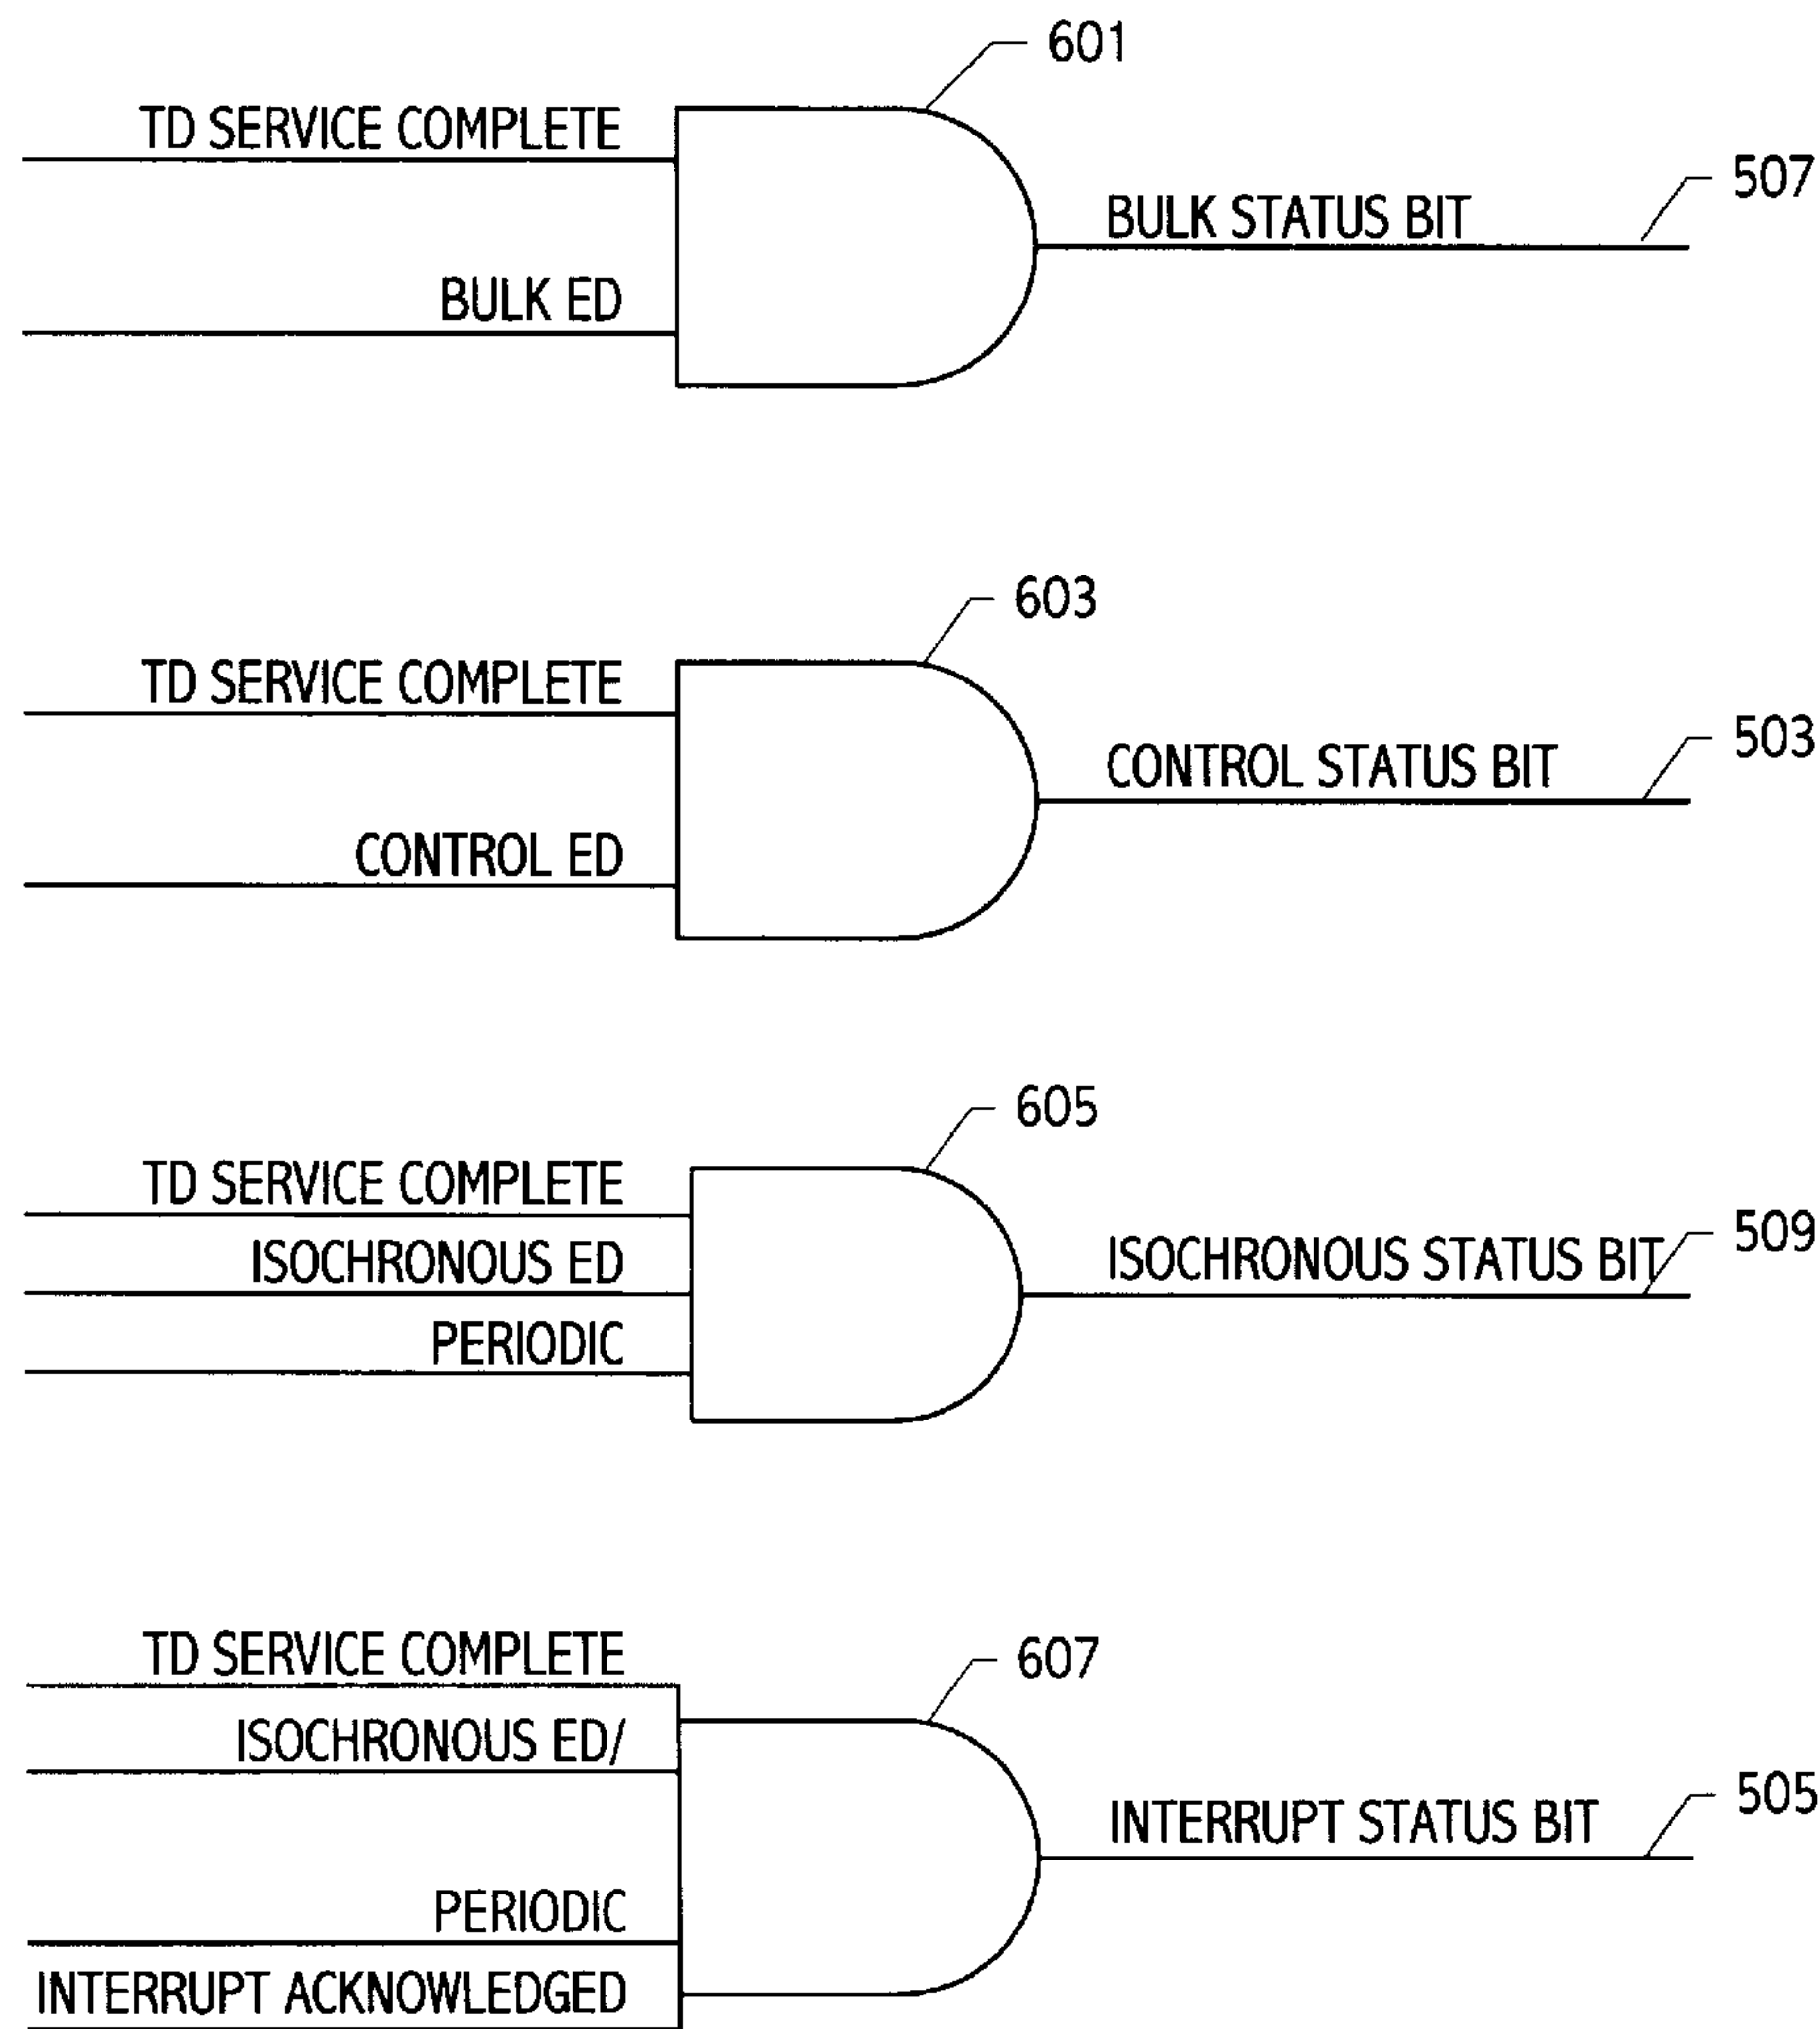 601
TD SERVICE COMPLETE
507
BULK STATUS BIT
BULK ED
603
TD SERVICE COMPLETE
503
CONTROL STATUS BIT
CONTROL ED
605
TD SERVICE COMPLETE
509
ISOCHRONOUS ED
ISOCHRONOUS STATUS BIT
PERIODIC
TD SERVICE COMPLETE
607
ISOCHRONOUS ED/
505
INTERRUPT STATUS BIT
PERIODIC
INTERRUPT ACKNOWLEDGED